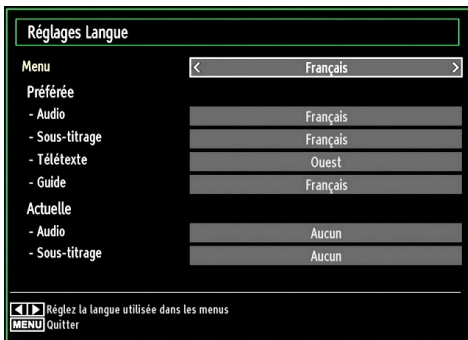 Réglages Langue
Menu < Français >
Préférée
- Audio Français
- Sous-titrage Français
- Télétexte Ouest
- Guide Français
Actuelle
- Audio Aucun
- Sous-titrage Aucun
Réglez la langue utilisée dans les menus
MENU Quitter